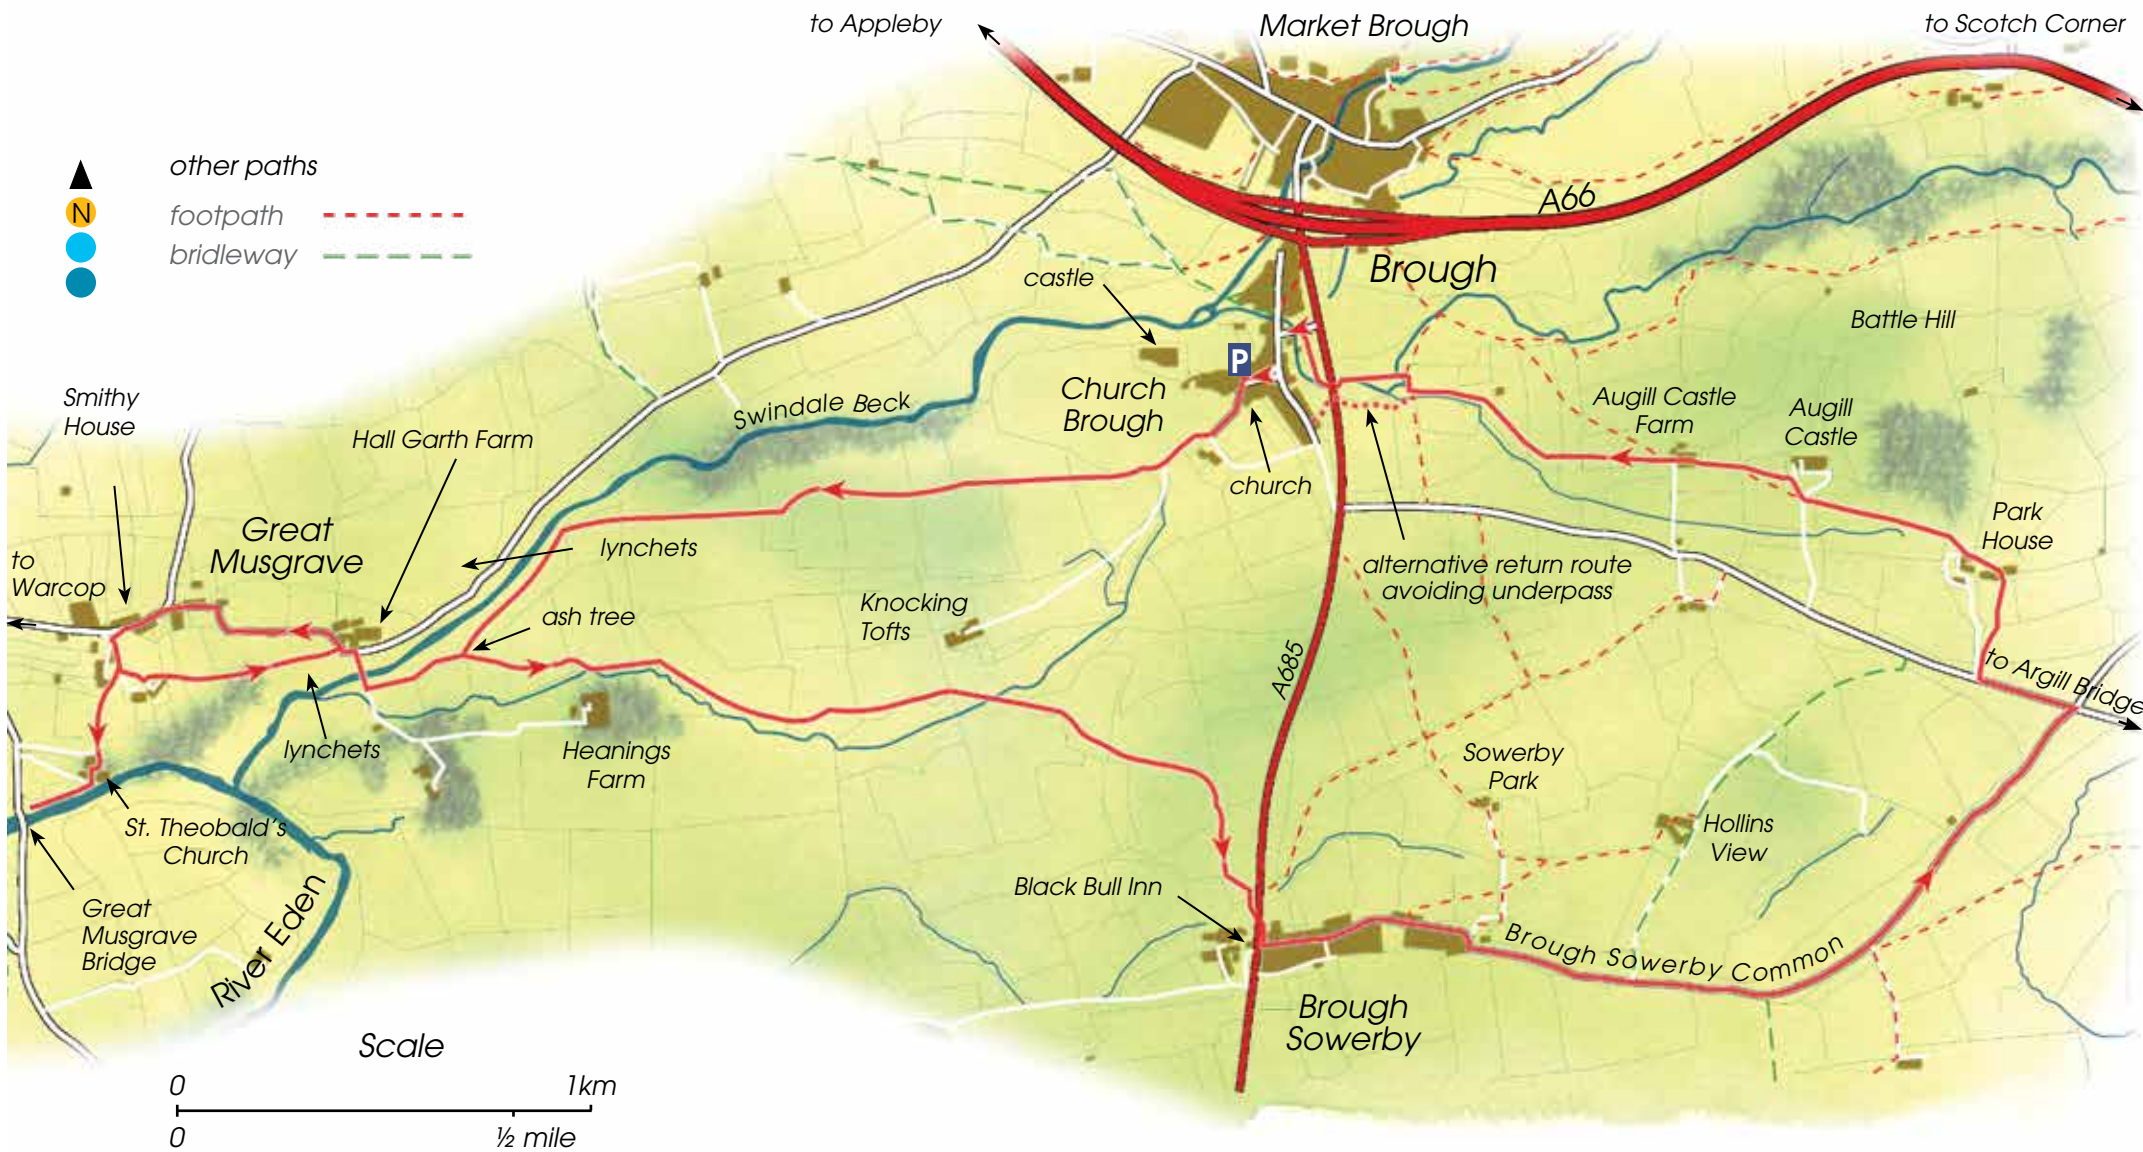 to Appleby
Market Brough
to Scotch Corner
other paths
N
footpath
bridleway
A66
Brough
castle
Battle Hill
P
Church
Brough
Swindale Beck
Smithy
House
Hall Garth Farm
Augill Castle
Farm
Augill
Castle
church
Park
House
Great
Musgrave
lynchets
to
Warcop
alternative return route
avoiding underpass
ash tree
Knocking
Tofts
A685
to Argill Bridge
lynchets
Heanings
Farm
Sowerby
Park
St. Theobald's
Church
Hollins
View
Black Bull Inn
Great
Musgrave
Bridge
River Eden
Brough Sowerby Common
Brough
Sowerby
Scale
0
1km
0
½ mile